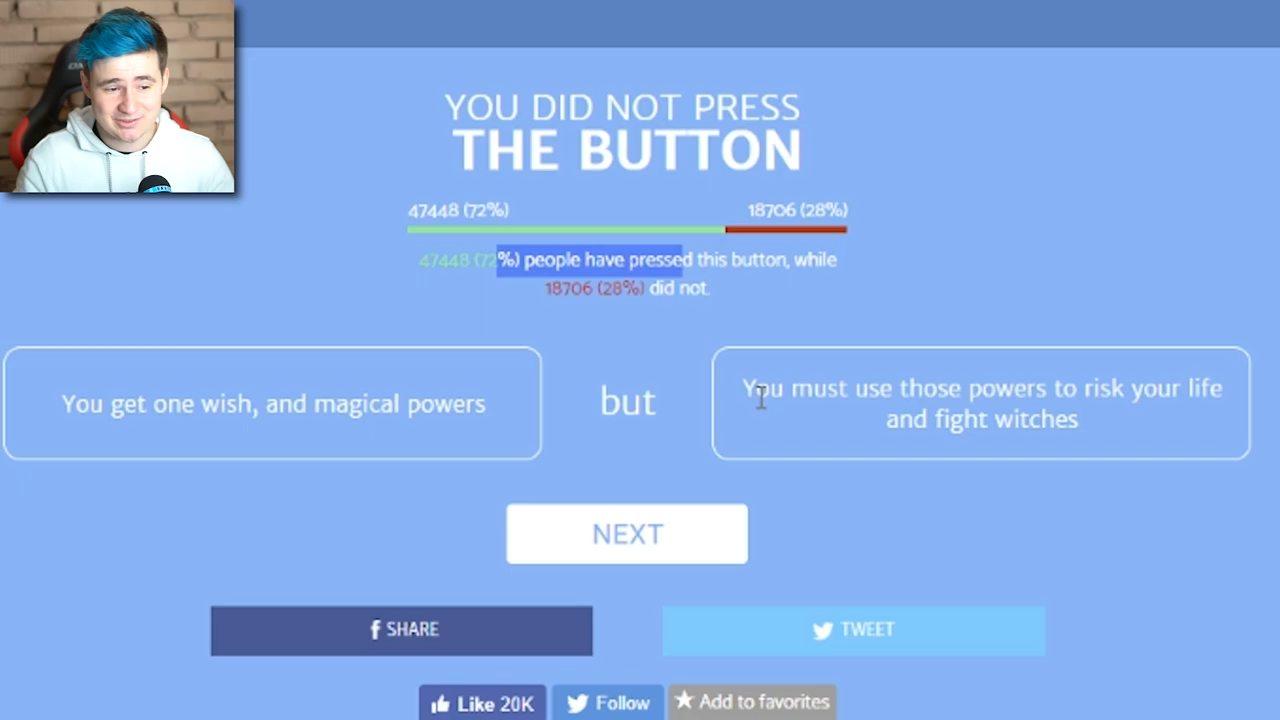 YOU DID NOT PRESS
THE BUTTON
47448 (72%)
18706 (28%)
47448 (72%) people have pressed this button, while
18706 (28%) did not.
You get one wish, and magical powers
but
You must use those powers to risk your life
and fight witches
NEXT
f SHARE
TWEET
Like 20K
Follow
Add to favorites